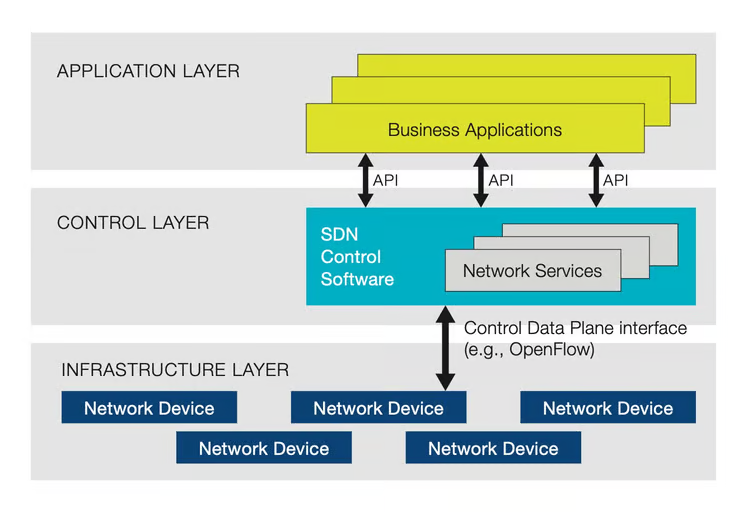 APPLICATION LAYER
Business Applications
API
API
API
CONTROL LAYER
SDN
Control
Software
Network Services
Control Data Plane interface
(e.g., OpenFlow)
INFRASTRUCTURE LAYER
Network Device
Network Device
Network Device
Network Device
Network Device